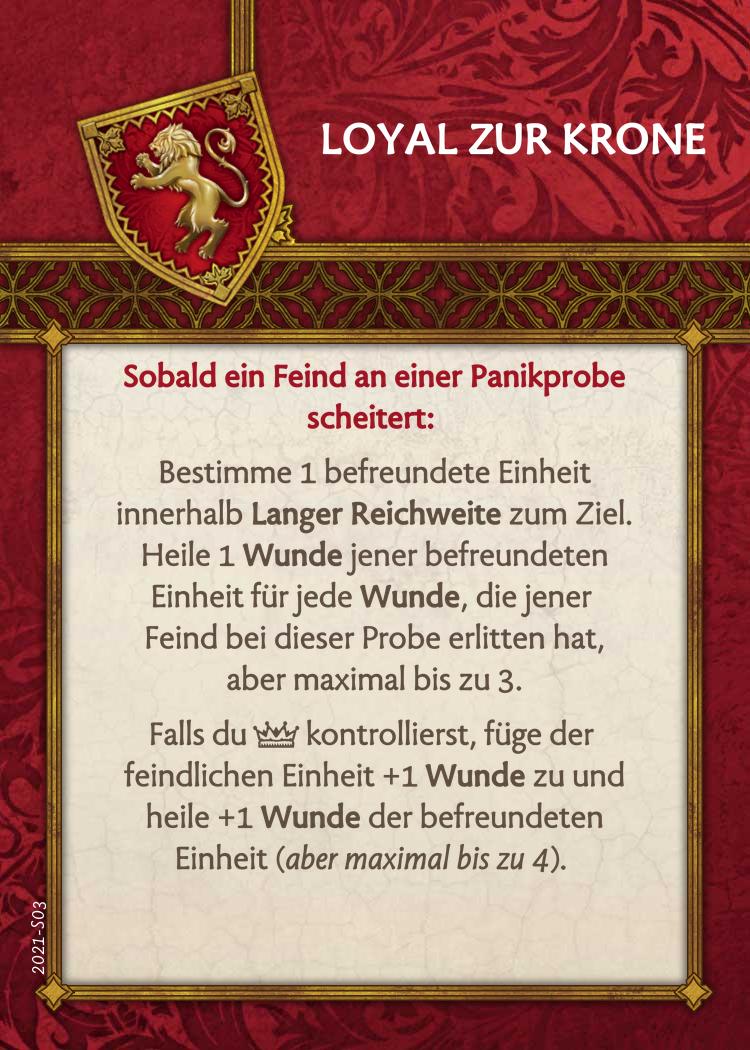 LOYAL ZUR KRONE
Sobald ein Feind an einer Panikprobe
scheitert:
Bestimme 1 befreundete Einheit
innerhalb Langer Reichweite zum Ziel.
Heile 1 Wunde jener befreundeten
Einheit für jede Wunde, die jener
Feind bei dieser Probe erlitten hat,
aber maximal bis zu 3.
Falls du kontrollierst, füge der
feindlichen Einheit +1 Wunde zu und
heile +1 Wunde der befreundeten
Einheit (aber maximal bis zu 4).
2021-S03